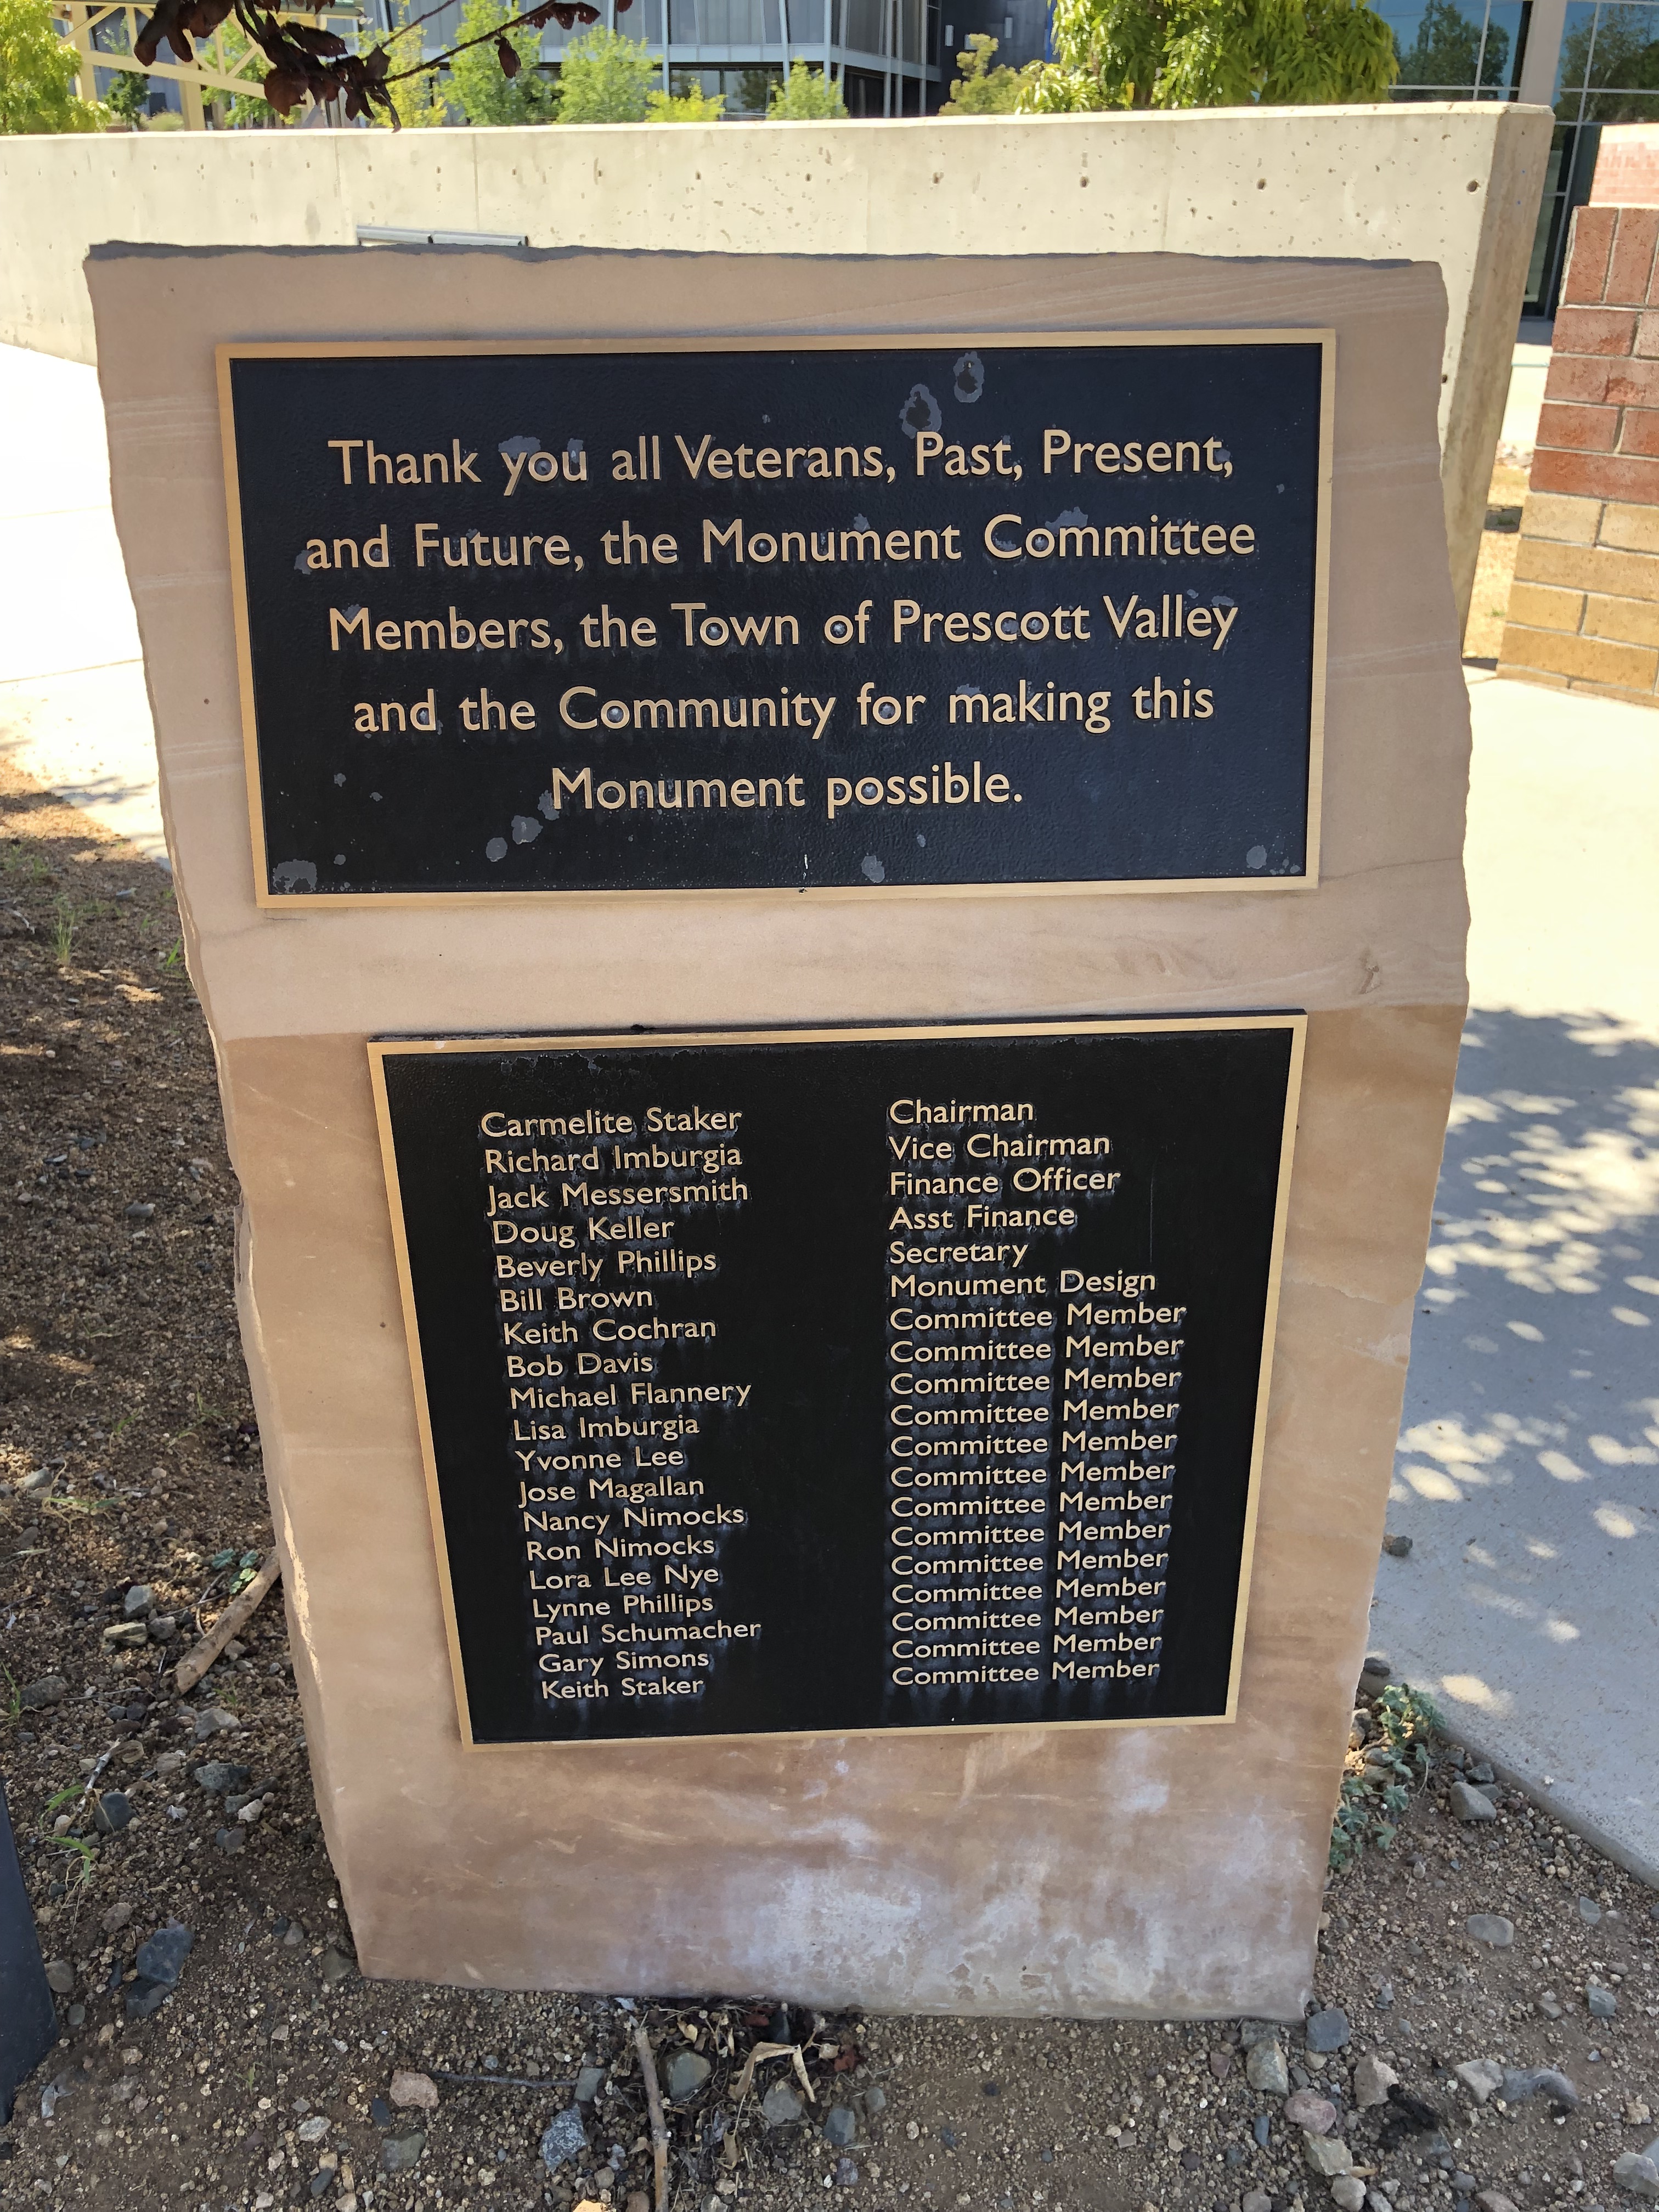 Thank you all Veterans, Past, Present,
and Future, the Monument Committee
Members, the Town of Prescott Valley
and the Community for making this
Monument possible.
Carmelite Staker Chairman
Richard Imburgia Vice Chairman
Jack Messersmith Finance Officer
Doug Keller Asst Finance
Beverly Phillips Secretary
Bill Brown Monument Design
Keith Cochran Committee Member
Bob Davis Committee Member
Michael Flannery Committee Member
Lisa Imburgia Committee Member
Yvonne Lee Committee Member
Jose Magallan Committee Member
Nancy Nimocks Committee Member
Ron Nimocks Committee Member
Lora Lee Nye Committee Member
Lynne Phillips Committee Member
Paul Schumacher Committee Member
Gary Simons Committee Member
Keith Staker Committee Member